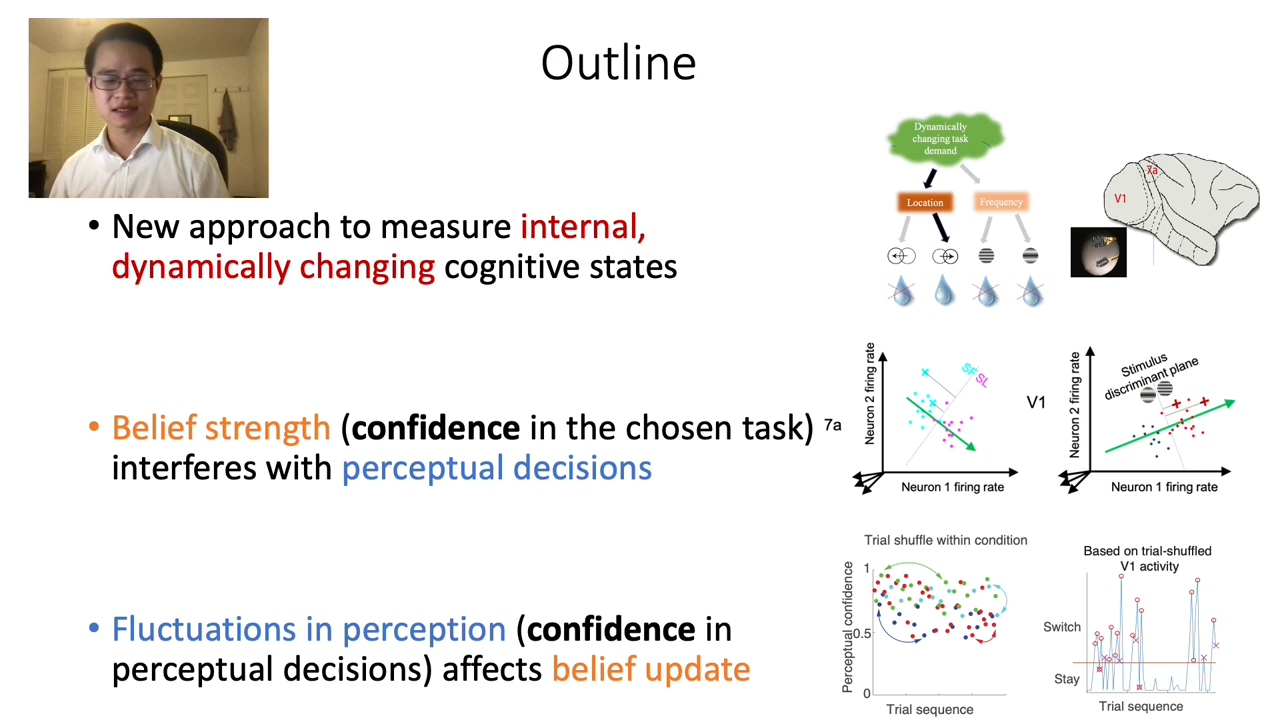 Outline
• New approach to measure internal,
dynamically changing cognitive states
Dynamically
changing task
demand
Location
Frequency
V1
7a
• Belief strength (confidence in the chosen task)
interferes with perceptual decisions
7a
Neuron 2 firing rate
SF SL
Neuron 1 firing rate
V1
Neuron 2 firing rate
Stimulus
discriminant plane
Neuron 1 firing rate
• Fluctuations in perception (confidence in
perceptual decisions) affects belief update
Trial shuffle within condition
Perceptual confidence
1
0.5
0
Trial sequence
Based on trial-shuffled
V1 activity
Switch
Stay
Trial sequence